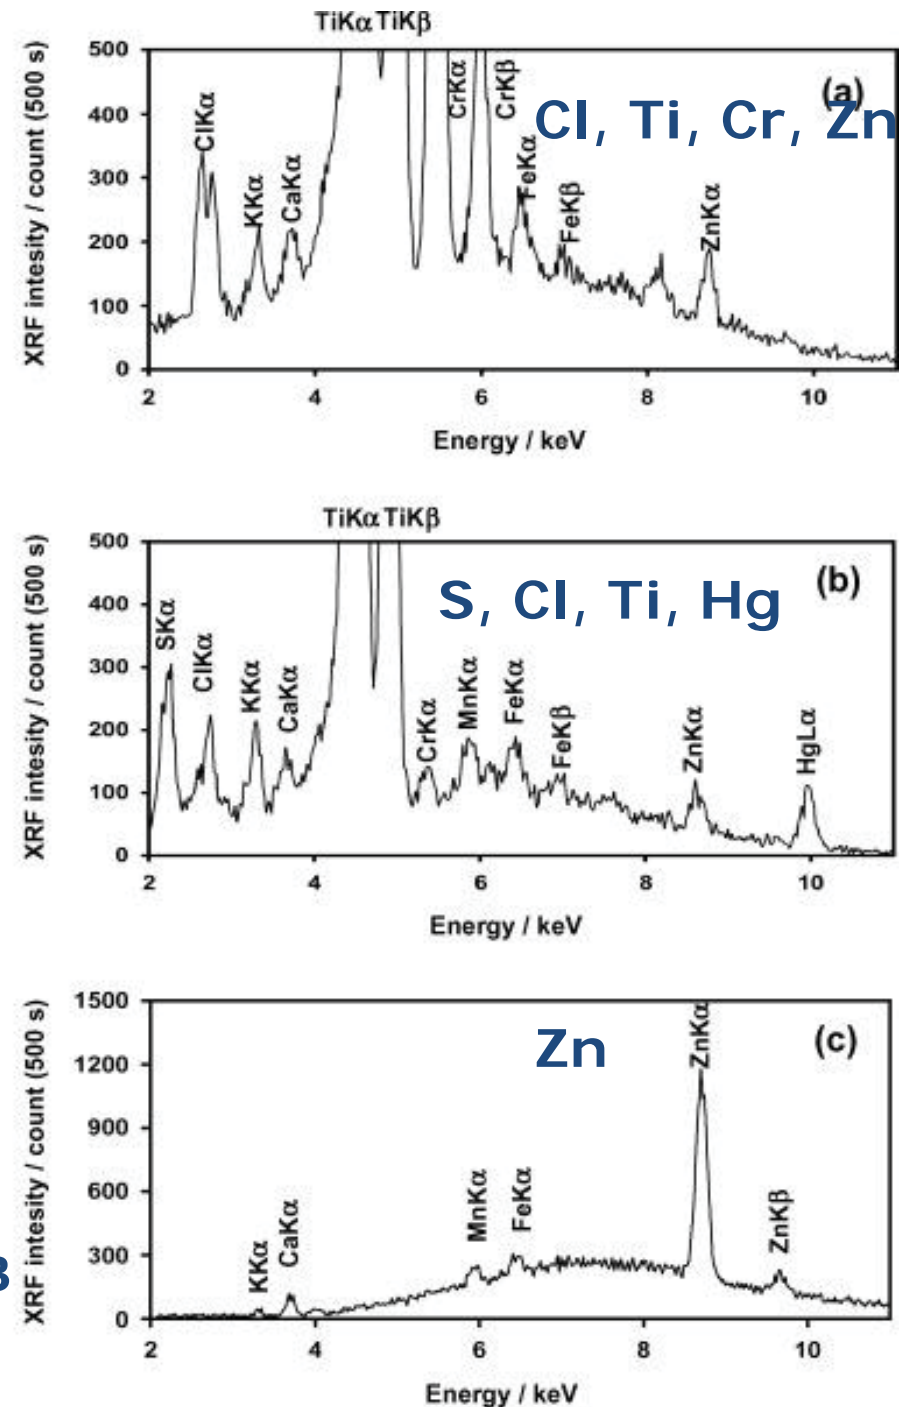 TiKα TiKβ
XRF intesity / count (500 s)
500
400
300
200
100
0
ClKα
KKα
CaKα
CrKα
CrKβ
FeKα
FeKβ
ZnKα
(a)
Cl, Ti, Cr, Zn
2 4 6 8 10
Energy / keV
TiKα TiKβ
XRF intesity / count (500 s)
500
400
300
200
100
0
SKα
ClKα
KKα
CaKα
CrKα
MnKα
FeKα
FeKβ
ZnKα
HgLα
(b)
S, Cl, Ti, Hg
2 4 6 8 10
Energy / keV
XRF intesity / count (500 s)
1500
1200
900
600
300
0
KKα
CaKα
MnKα
FeKα
ZnKα
ZnKβ
Zn
(c)
2 4 6 8 10
Energy / keV